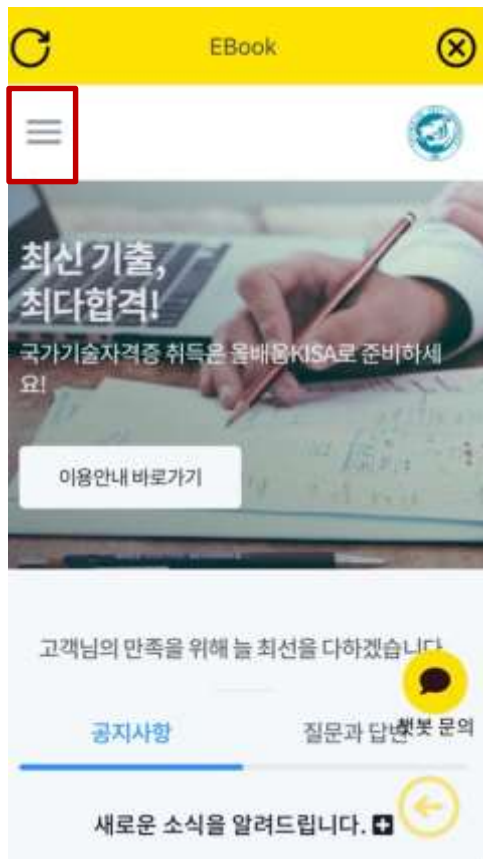 EBook
최신 기술,
최다합격!
국가기술자격증 취득은 올배움KISA로 준비하세
요!
이용안내 바로가기
고객님의 만족을 위해 늘 최선을 다하겠습니다.
공지사항
질문과 답변
챗봇 문의
새로운 소식을 알려드립니다.